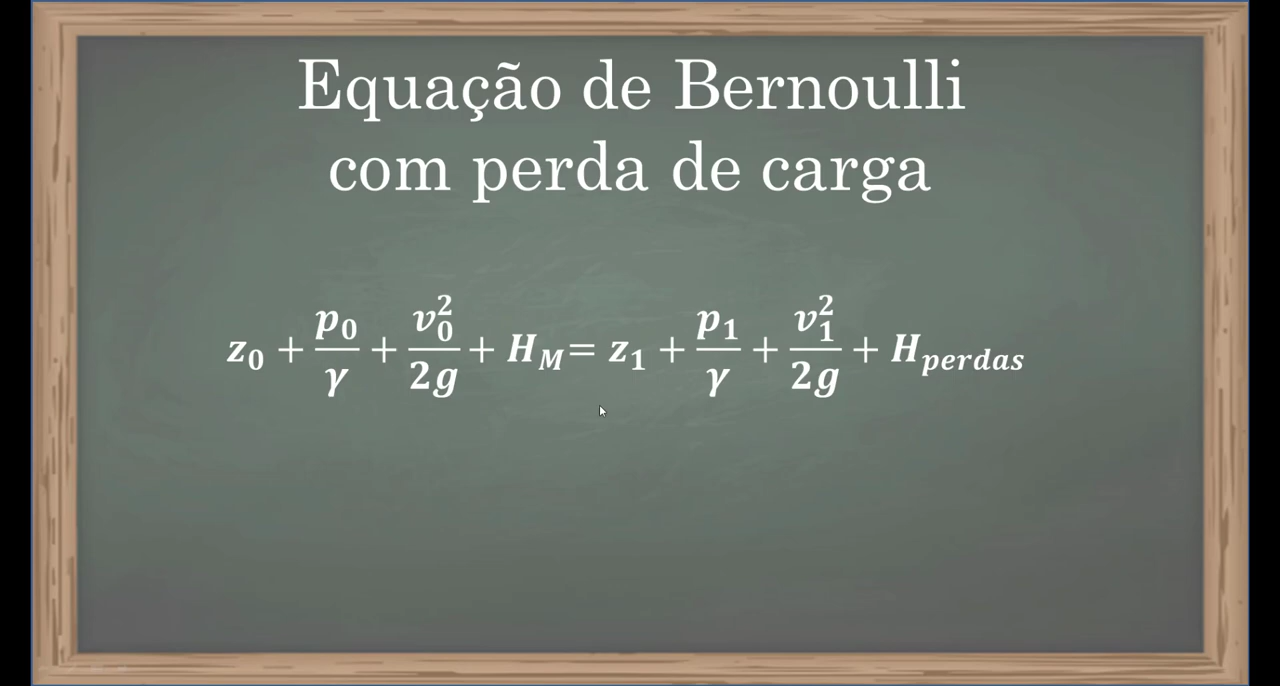 Equação de Bernoulli
com perda de carga
z₀ + p₀/γ + v₀²/2g + H_M = z₁ + p₁/γ + v₁²/2g + H_perdas